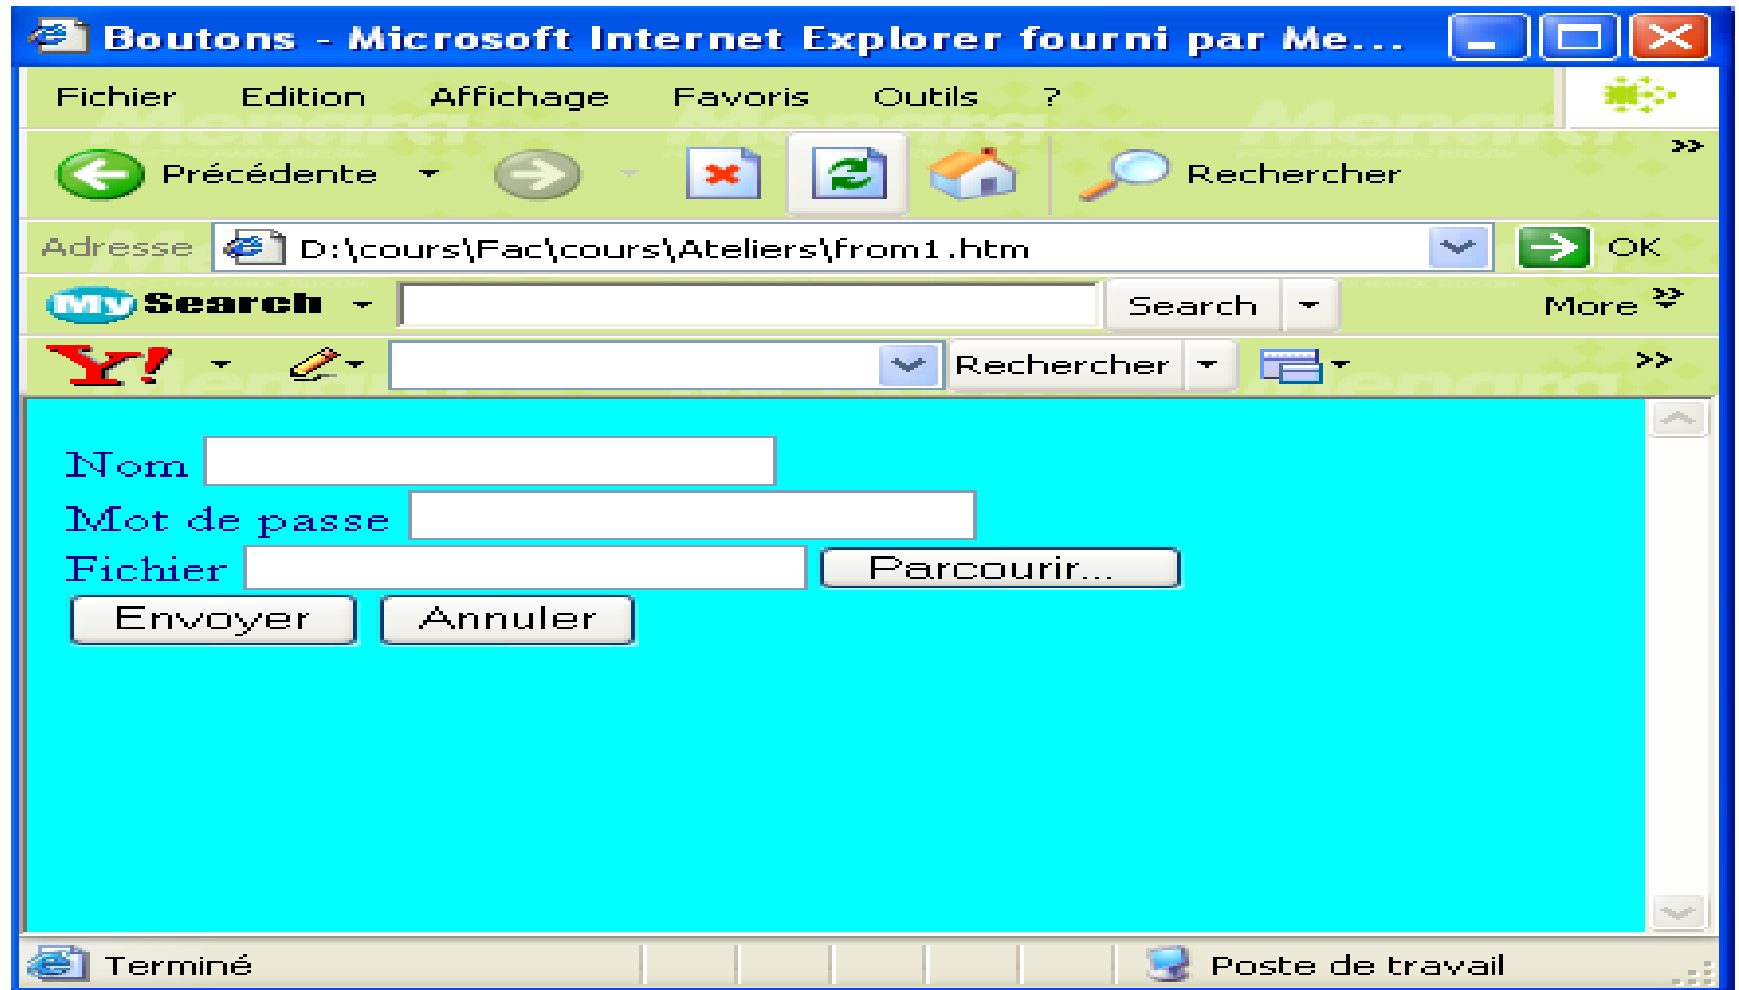 Boutons - Microsoft Internet Explorer fourni par Me...
Fichier Edition Affichage Favoris Outils ?
Précédente Rechercher »
Adresse D:\cours\Fac\cours\Ateliers\from1.htm OK
My Search Search More »
Y! Rechercher »
Nom
Mot de passe
Fichier Parcourir...
Envoyer Annuler
Terminé Poste de travail